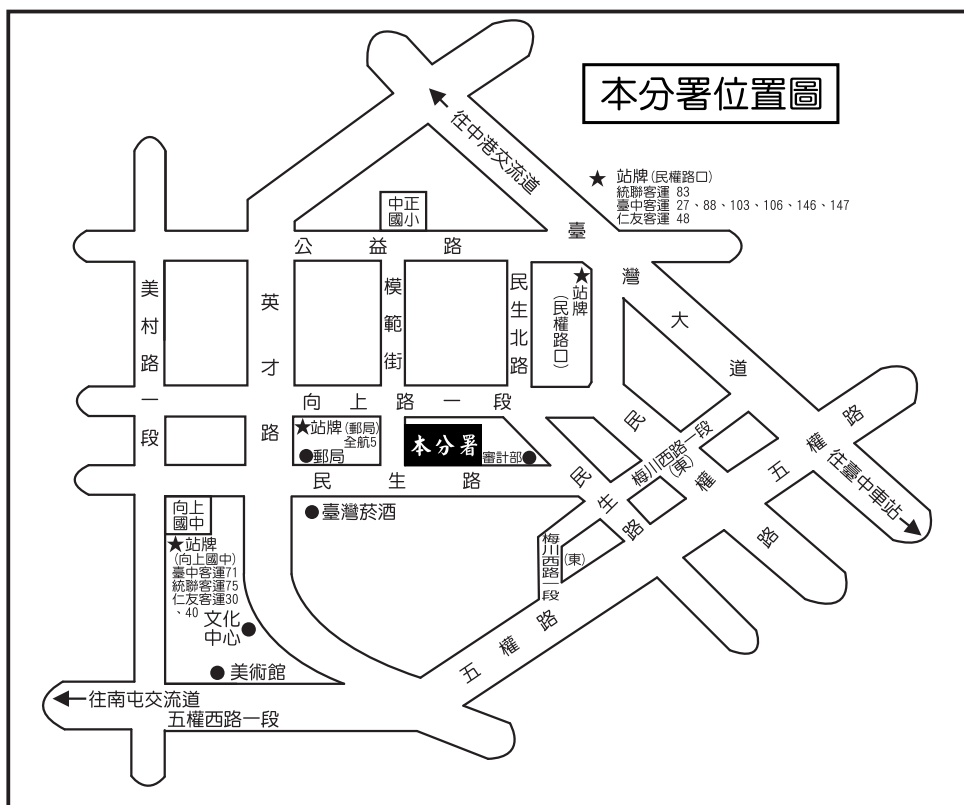 本分署位置圖
往中港交流道
★ 站牌(民權路口)
統聯客運 83
臺中客運 27、88、103、106、146、147
仁友客運 48
中正
國小
公益路
臺灣大道
美村路一段
英才路
模範街
民生北路
★站牌
(民權路口)
向上路一段
★站牌(郵局)
全航5
●郵局
本分署
審計部●
民生路
民權路
民生路
梅川西路一段
(東)
五權路
往臺中車站
向上
國中
●臺灣菸酒
★站牌
(向上國中)
臺中客運71
統聯客運75
仁友客運30
、40
文化
中心●
●美術館
梅川西路一段
(東)
五權路
往南屯交流道
五權西路一段